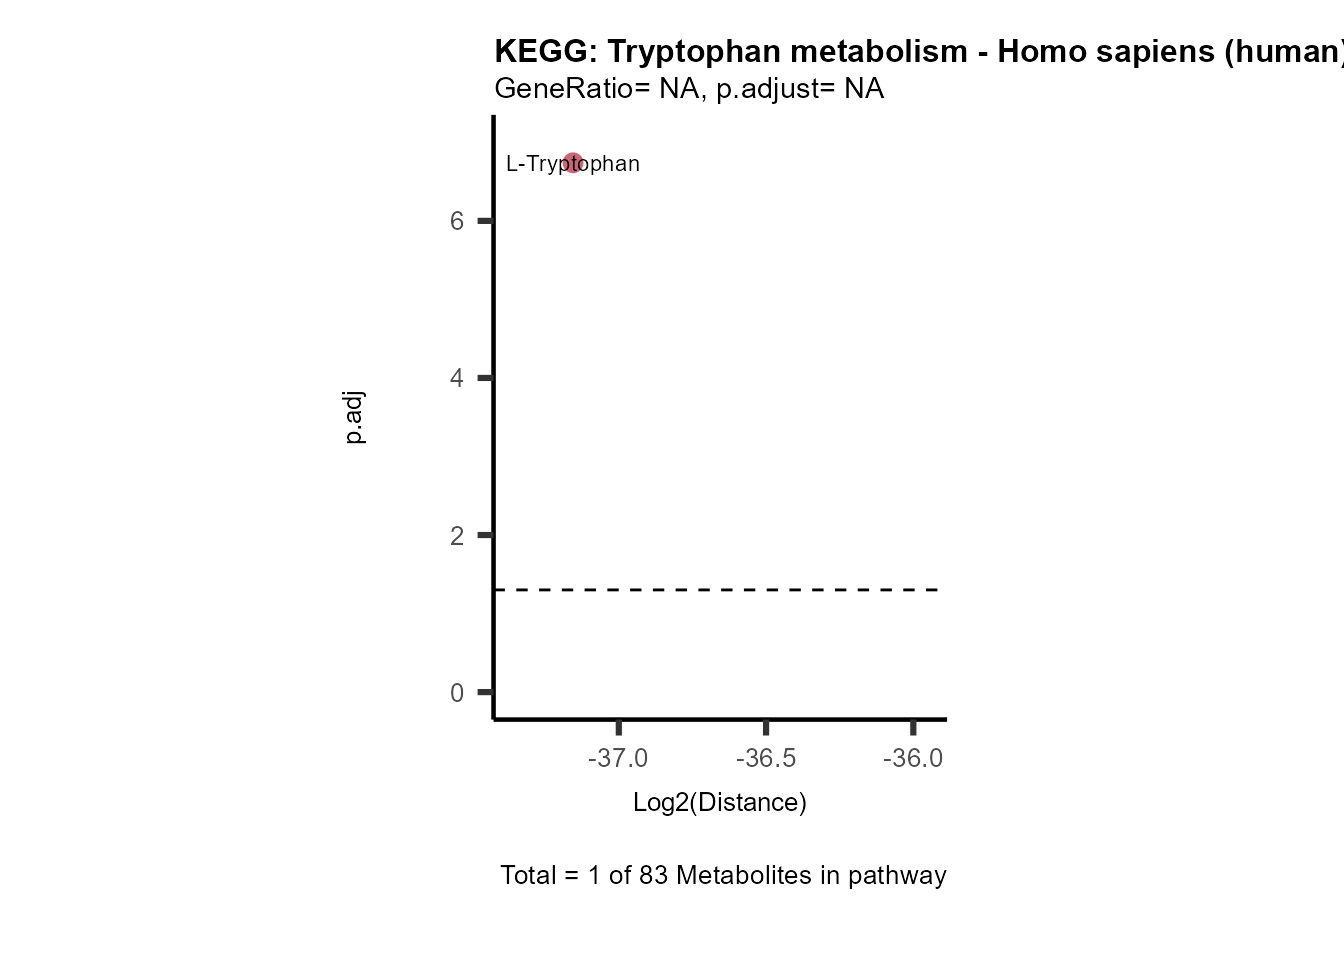 KEGG: Tryptophan metabolism - Homo sapiens (human)
GeneRatio= NA, p.adjust= NA
L-Tryptophan
6
4
2
0
p.adj
-37.0 -36.5 -36.0
Log2(Distance)
Total = 1 of 83 Metabolites in pathway